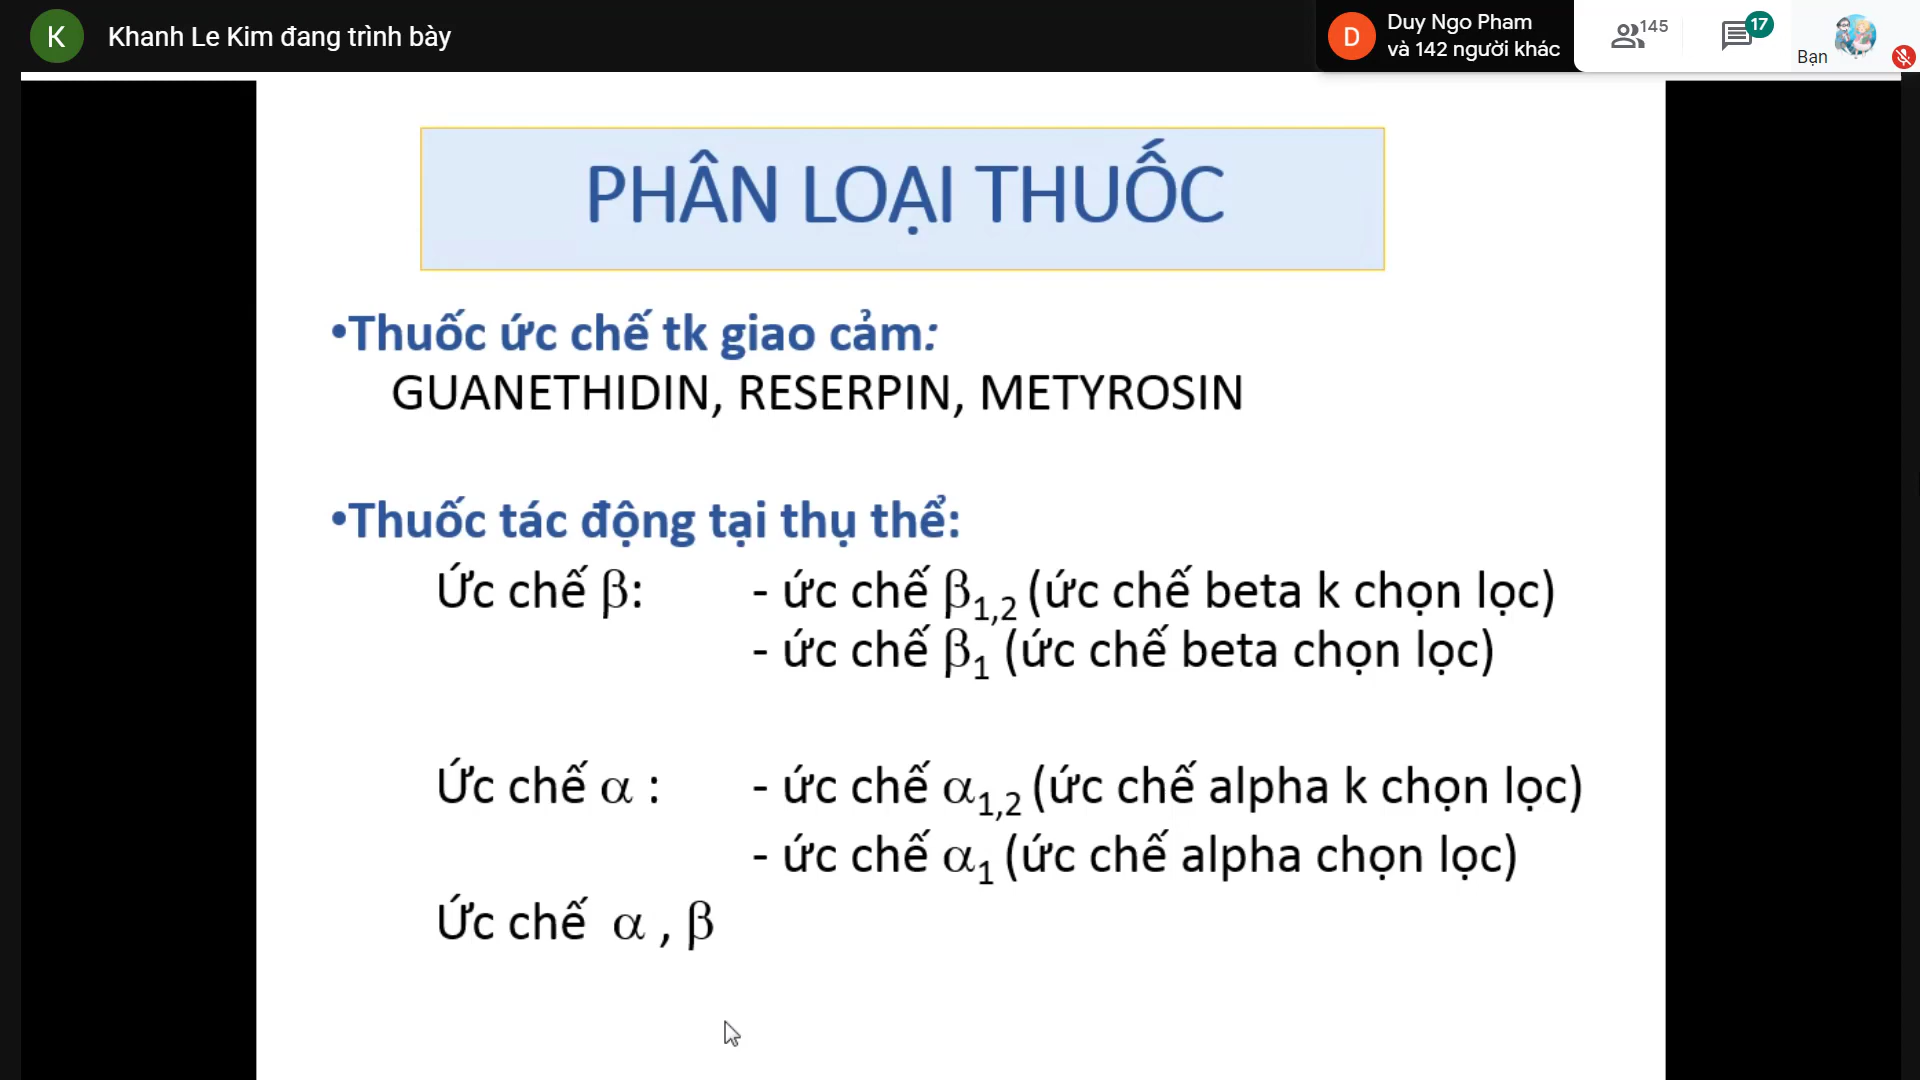 K
Khanh Le Kim đang trình bày
D
Duy Ngo Pham
và 142 người khác
145
17
Bạn
PHÂN LOẠI THUỐC
•Thuốc ức chế tk giao cảm:
GUANETHIDIN, RESERPIN, METYROSIN
•Thuốc tác động tại thụ thể:
Ức chế β: - ức chế β1,2 (ức chế beta k chọn lọc)
- ức chế β1 (ức chế beta chọn lọc)
Ức chế α : - ức chế α1,2 (ức chế alpha k chọn lọc)
- ức chế α1 (ức chế alpha chọn lọc)
Ức chế α , β